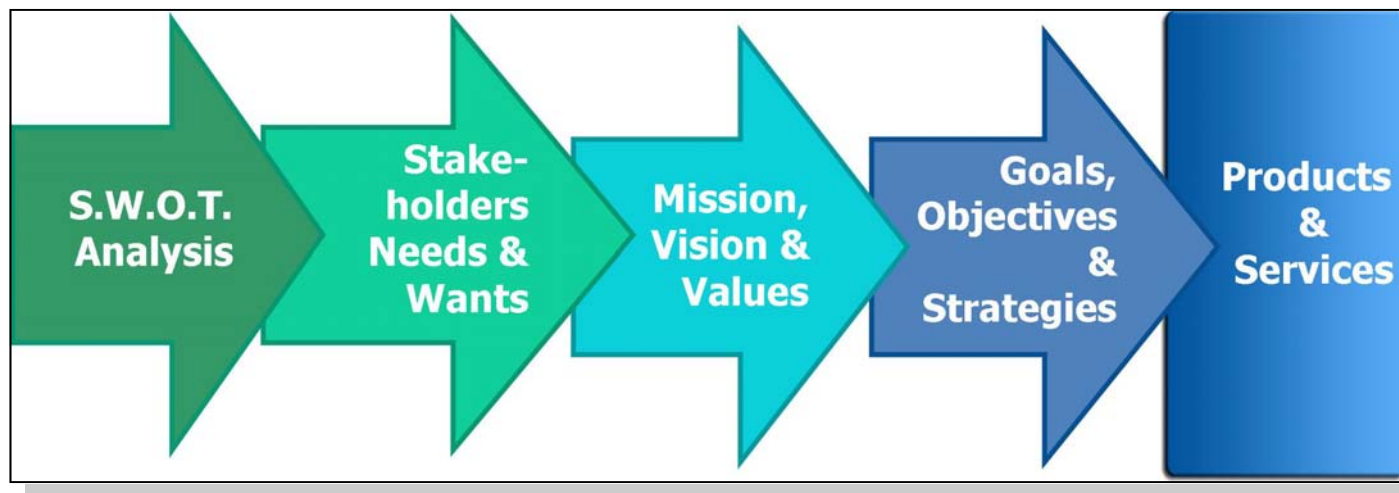 S.W.O.T.
Analysis
Stake-
holders
Needs &
Wants
Mission,
Vision &
Values
Goals,
Objectives
&
Strategies
Products
&
Services